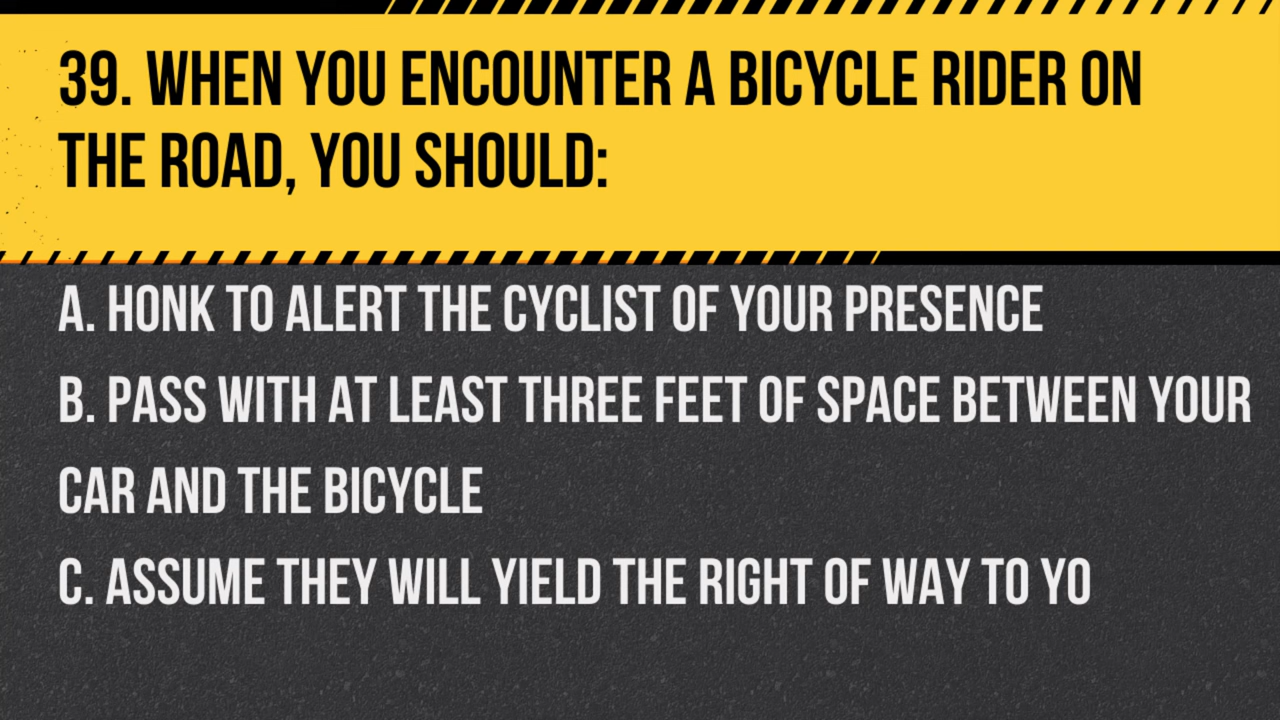 39. WHEN YOU ENCOUNTER A BICYCLE RIDER ON
THE ROAD, YOU SHOULD:
A. HONK TO ALERT THE CYCLIST OF YOUR PRESENCE
B. PASS WITH AT LEAST THREE FEET OF SPACE BETWEEN YOUR
CAR AND THE BICYCLE
C. ASSUME THEY WILL YIELD THE RIGHT OF WAY TO YO